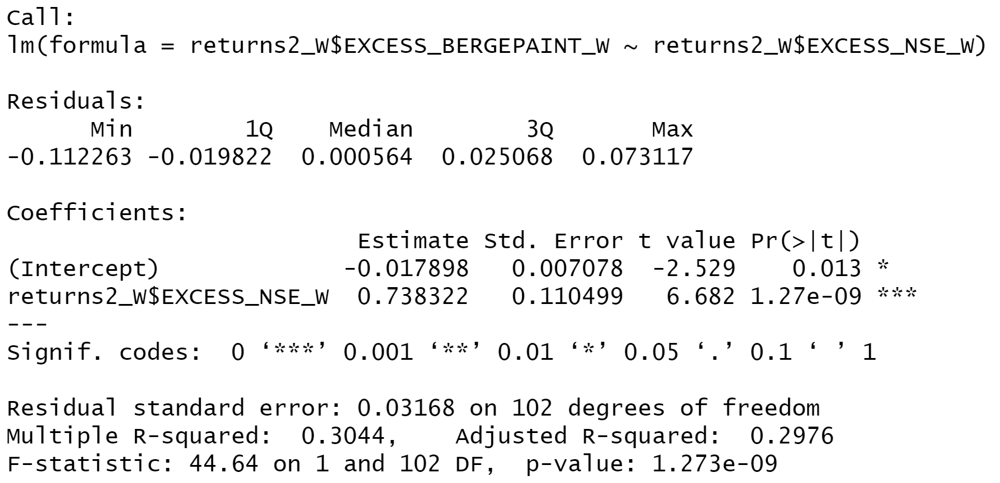 Call:
lm(formula = returns2_W$EXCESS_BERGEPAINT_W ~ returns2_W$EXCESS_NSE_W)
Residuals:
Min 1Q Median 3Q Max
-0.112263 -0.019822 0.000564 0.025068 0.073117
Coefficients:
Estimate Std. Error t value Pr(>|t|)
(Intercept) -0.017898 0.007078 -2.529 0.013 *
returns2_W$EXCESS_NSE_W 0.738322 0.110499 6.682 1.27e-09 ***
---
Signif. codes: 0 ‘***’ 0.001 ‘**’ 0.01 ‘*’ 0.05 ‘.’ 0.1 ‘ ’ 1
Residual standard error: 0.03168 on 102 degrees of freedom
Multiple R-squared: 0.3044, Adjusted R-squared: 0.2976
F-statistic: 44.64 on 1 and 102 DF, p-value: 1.273e-09